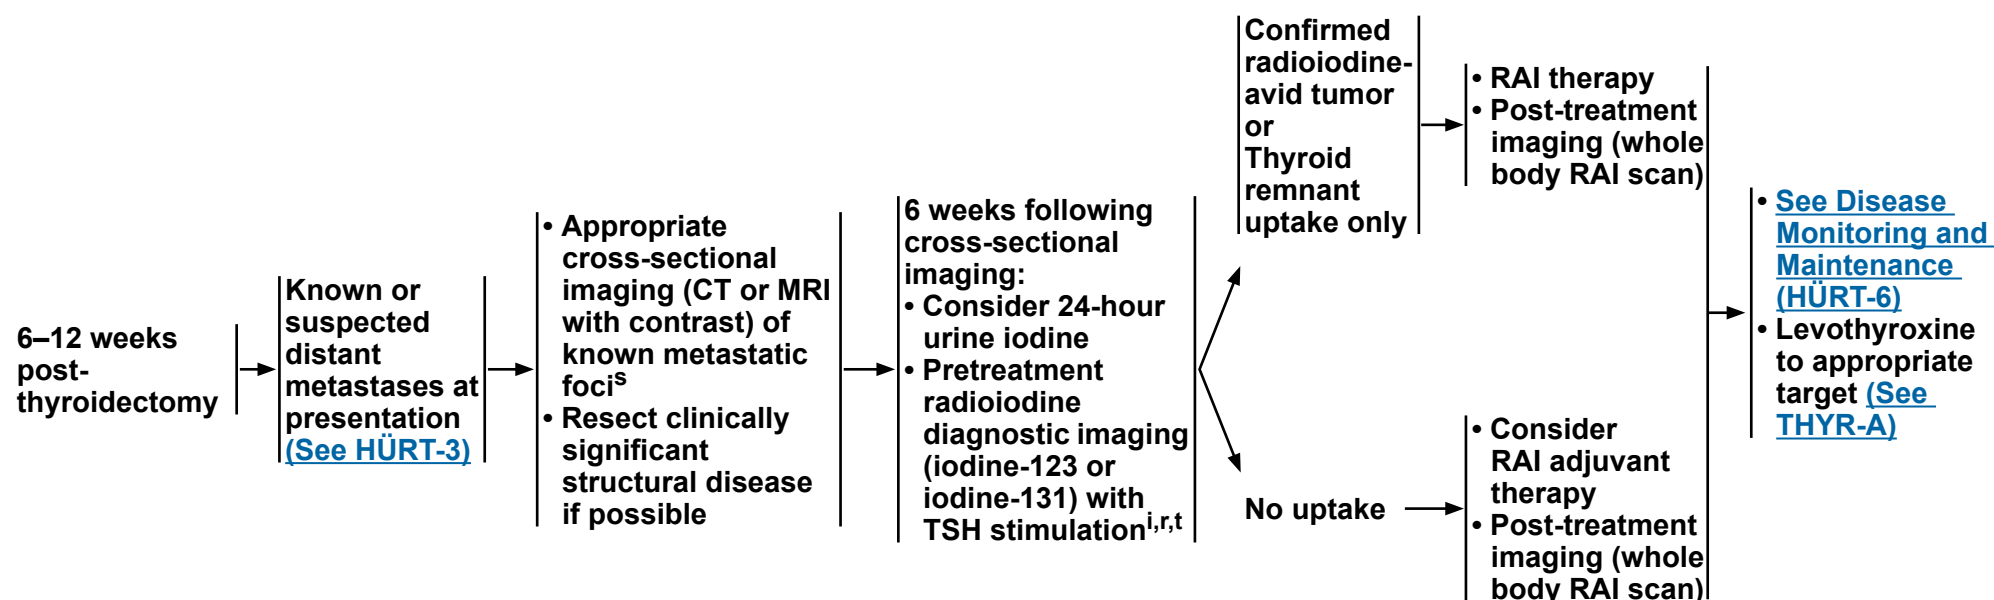 6–12 weeks
post-
thyroidectomy
Known or
suspected
distant
metastases at
presentation
(See HÜRT-3)
• Appropriate
cross-sectional
imaging (CT or MRI
with contrast) of
known metastatic
foci^s
• Resect clinically
significant
structural disease
if possible
6 weeks following
cross-sectional
imaging:
• Consider 24-hour
urine iodine
• Pretreatment
radioiodine
diagnostic imaging
(iodine-123 or
iodine-131) with
TSH stimulation^i,r,t
Confirmed
radioiodine-
avid tumor
or
Thyroid
remnant
uptake only
• RAI therapy
• Post-treatment
imaging (whole
body RAI scan)
No uptake
• Consider
RAI adjuvant
therapy
• Post-treatment
imaging (whole
body RAI scan)
• See Disease
Monitoring and
Maintenance
(HÜRT-6)
• Levothyroxine
to appropriate
target (See
THYR-A)